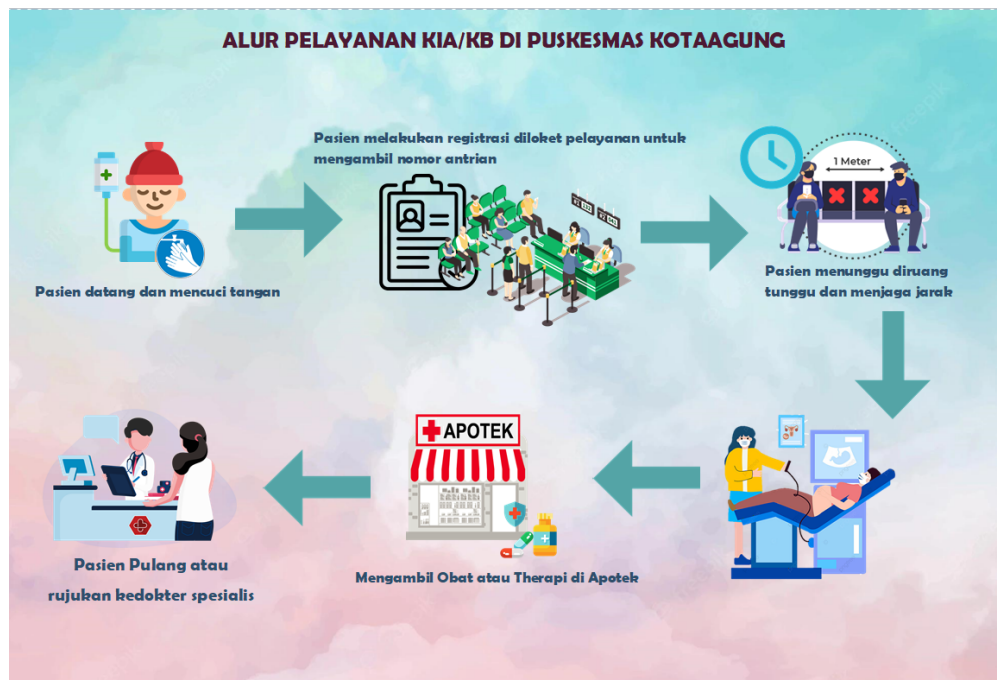 ALUR PELAYANAN KIA/KB DI PUSKESMAS KOTAAGUNG
Pasien melakukan registrasi diloket pelayanan untuk
mengambil nomor antrian
1 Meter
Pasien datang dan mencuci tangan
Pasien menunggu diruang
tunggu dan menjaga jarak
APOTEK
Mengambil Obat atau Therapi di Apotek
Pasien Pulang atau
rujukan kedokter spesialis